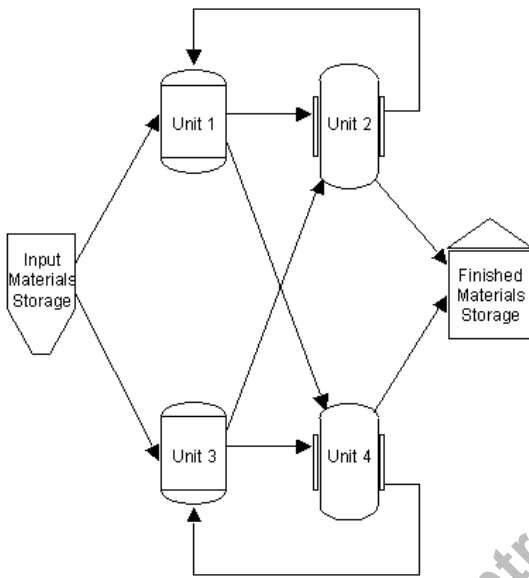 Unit 1
Unit 2
Input
Materials
Storage
Finished
Materials
Storage
Unit 3
Unit 4